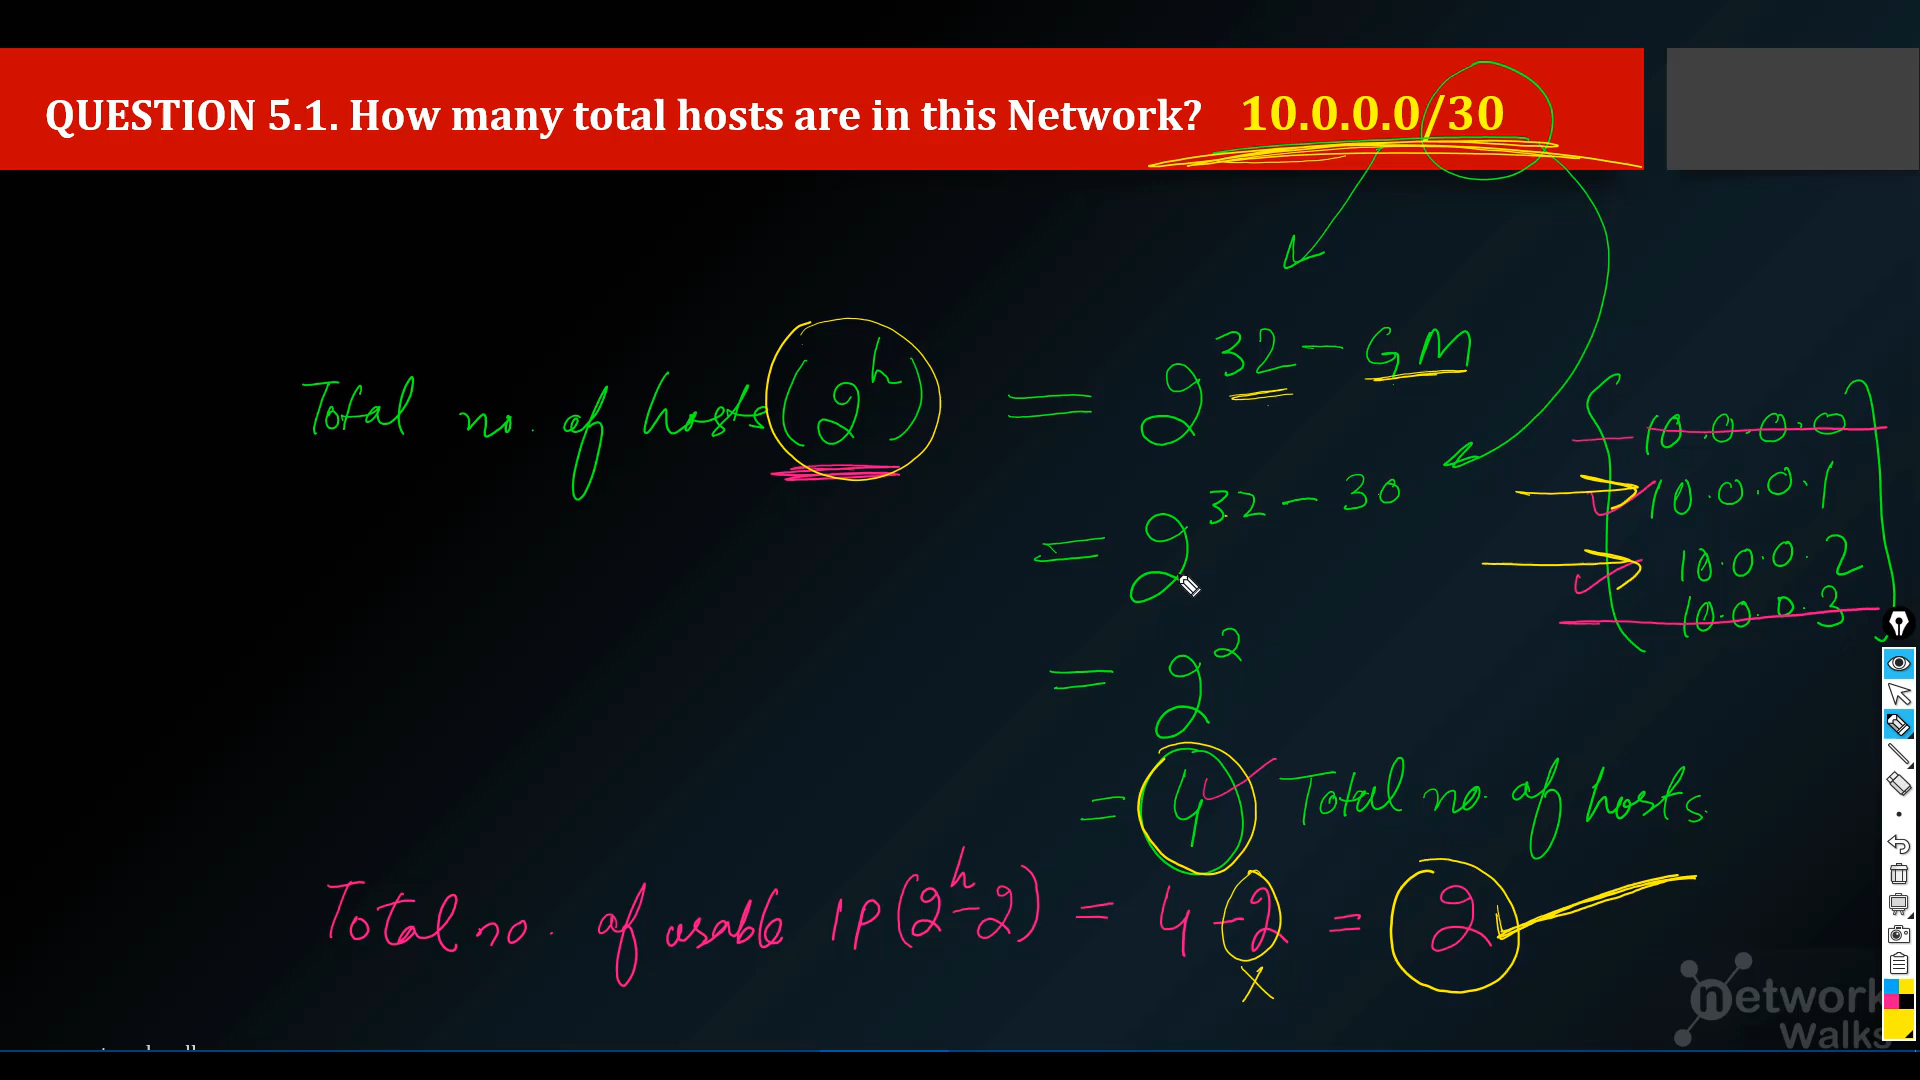 QUESTION 5.1. How many total hosts are in this Network? 10.0.0.0/30
Total no. of hosts (2^h) = 2^32-GM
= 2^32-30
= 2^2
= 4 Total no. of hosts.
Total no. of usable IP (2^h-2) = 4-2 = 2
x
10.0.0.0
10.0.0.1
10.0.0.2
10.0.0.3
network
Walks